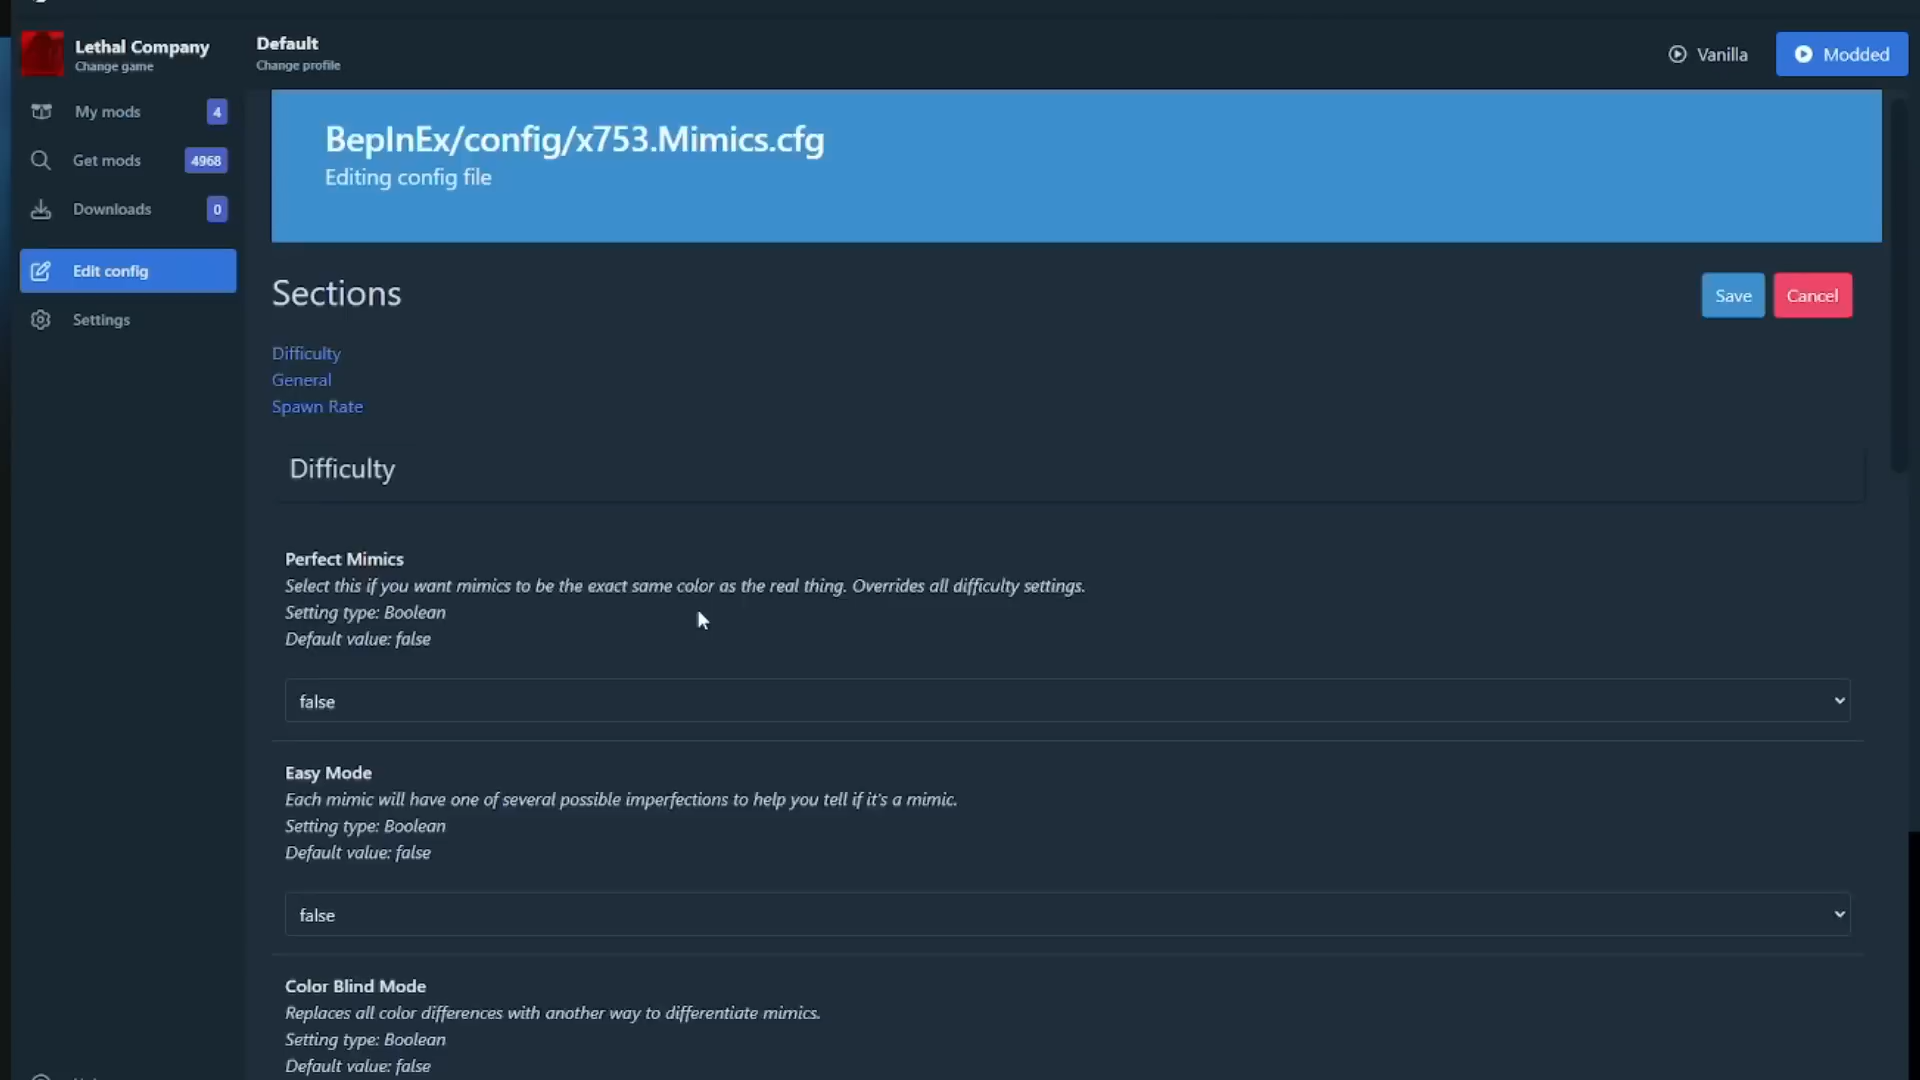 Lethal Company
Change game
Default
Change profile
Vanilla
Modded
My mods 4
Get mods 4968
Downloads 0
Edit config
Settings
BepInEx/config/x753.Mimics.cfg
Editing config file
Sections
Save
Cancel
Difficulty
General
Spawn Rate
Difficulty
Perfect Mimics
Select this if you want mimics to be the exact same color as the real thing. Overrides all difficulty settings.
Setting type: Boolean
Default value: false
false
Easy Mode
Each mimic will have one of several possible imperfections to help you tell if it's a mimic.
Setting type: Boolean
Default value: false
false
Color Blind Mode
Replaces all color differences with another way to differentiate mimics.
Setting type: Boolean
Default value: false